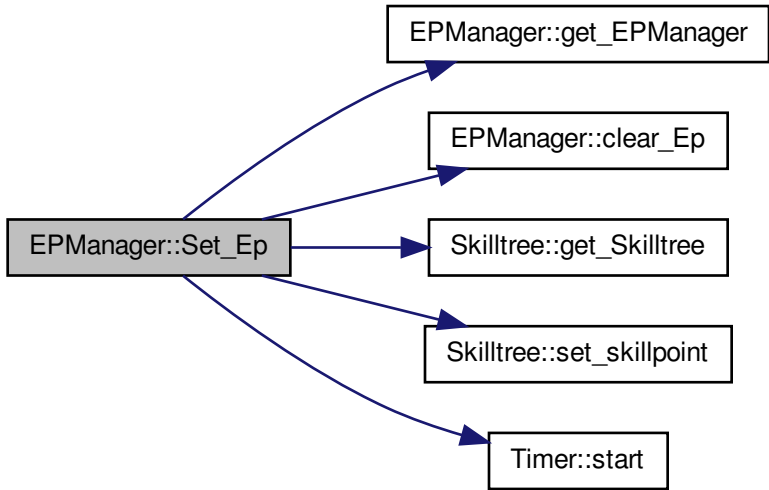 EPManager::Set_Ep
EPManager::get_EPManager
EPManager::clear_Ep
Skilltree::get_Skilltree
Skilltree::set_skillpoint
Timer::start